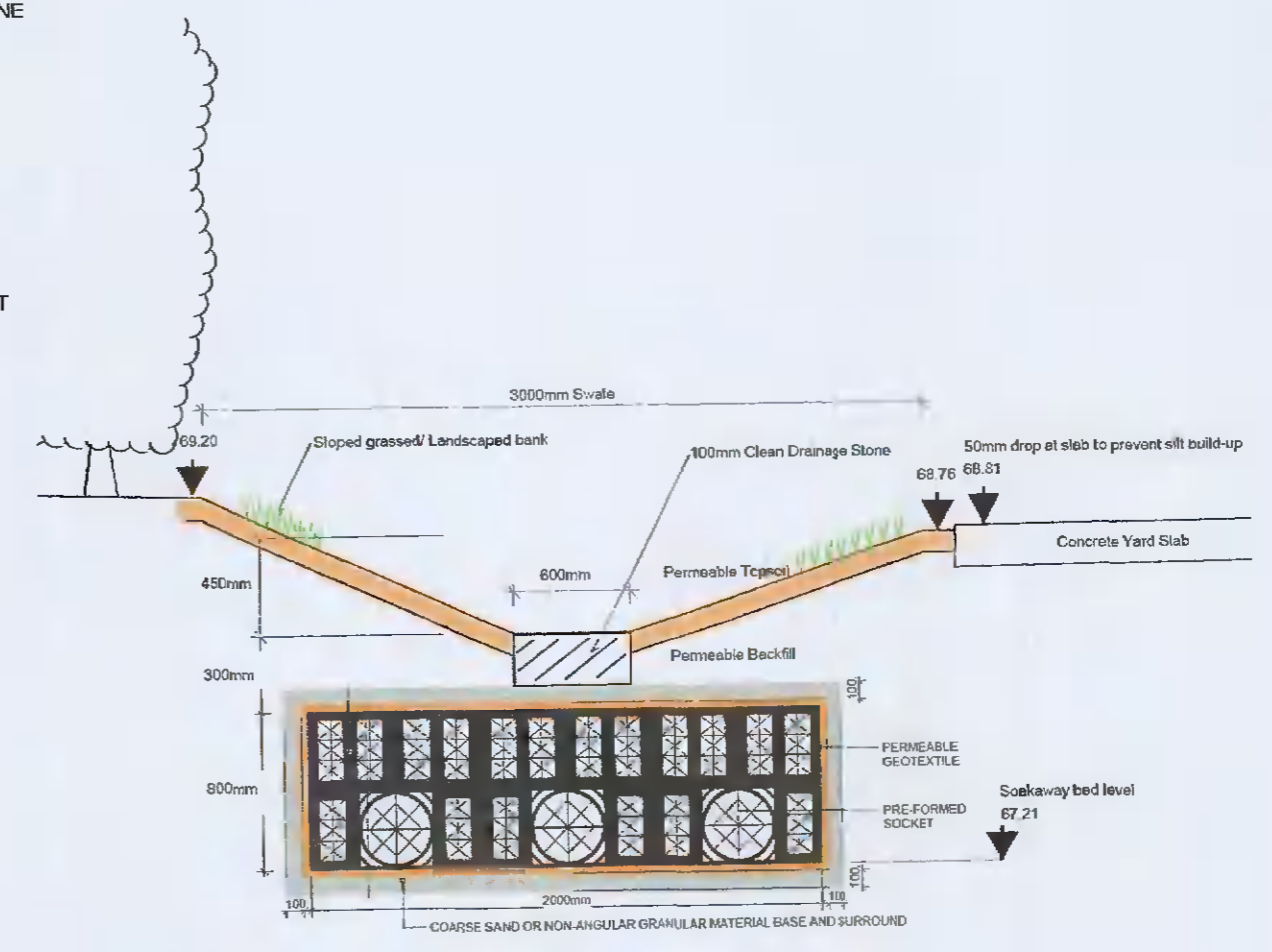 NE
T
3000mm Swale
69.20
Sloped grassed/ Landscaped bank
100mm Clean Drainage Stone
50mm drop at slab to prevent silt build-up
68.76
68.81
Concrete Yard Slab
450mm
600mm
Permeable Topsoil
Permeable Backfill
300mm
100
PERMEABLE
GEOTEXTILE
800mm
Soakaway bed level
67.21
PRE-FORMED
SOCKET
100
100
2000mm
100
COARSE SAND OR NON-ANGULAR GRANULAR MATERIAL BASE AND SURROUND